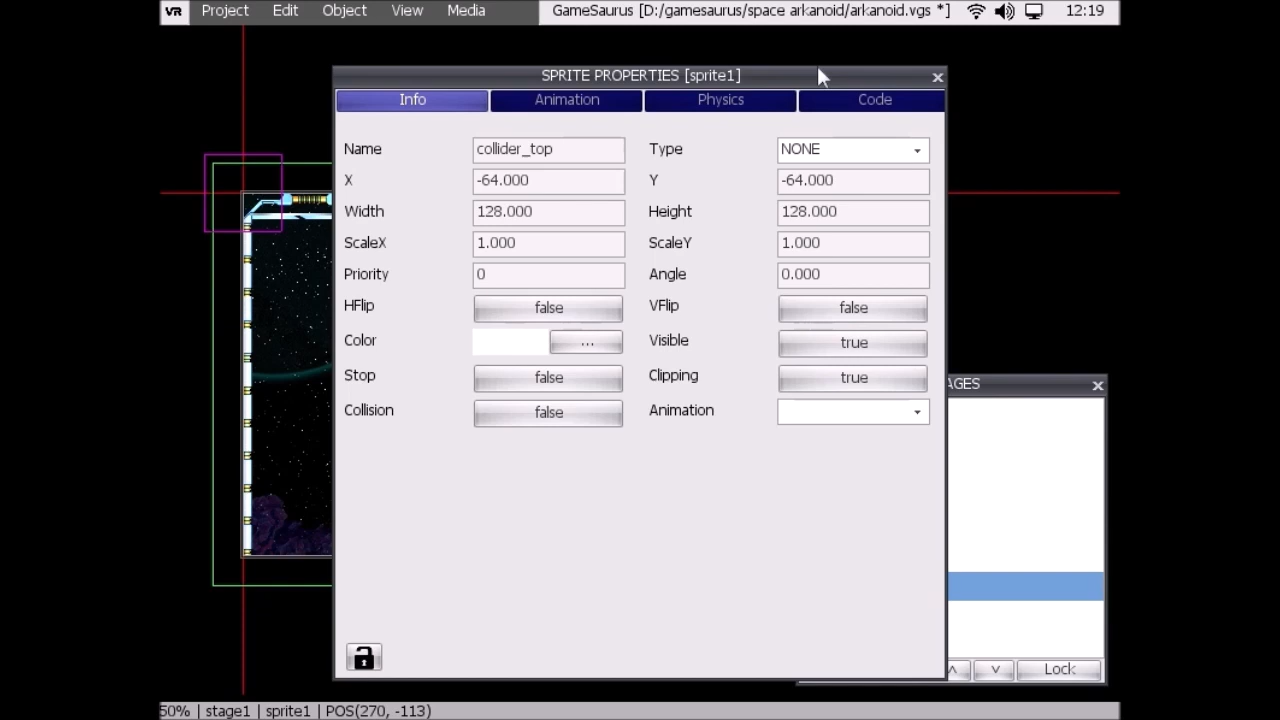 VR Project Edit Object View Media GameSaurus [D:/gamesaurus/space arkanoid/arkanoid.vgs *] 12:19
SPRITE PROPERTIES [sprite1]
Info Animation Physics Code
Name collider_top Type NONE
X -64.000 Y -64.000
Width 128.000 Height 128.000
ScaleX 1.000 ScaleY 1.000
Priority 0 Angle 0.000
HFlip false VFlip false
Color ... Visible true
Stop false Clipping true
AGES
Collision false Animation
Lock
50% | stage1 | sprite1 | POS(270, -113)